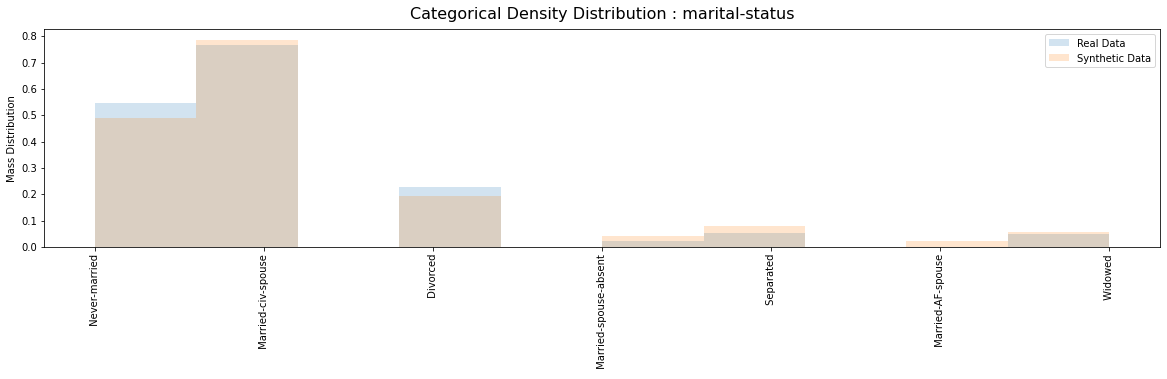 Categorical Density Distribution : marital-status
Real Data
Synthetic Data
Mass Distribution
0.8
0.7
0.6
0.5
0.4
0.3
0.2
0.1
0.0
Never-married
Married-civ-spouse
Divorced
Married-spouse-absent
Separated
Married-AF-spouse
Widowed